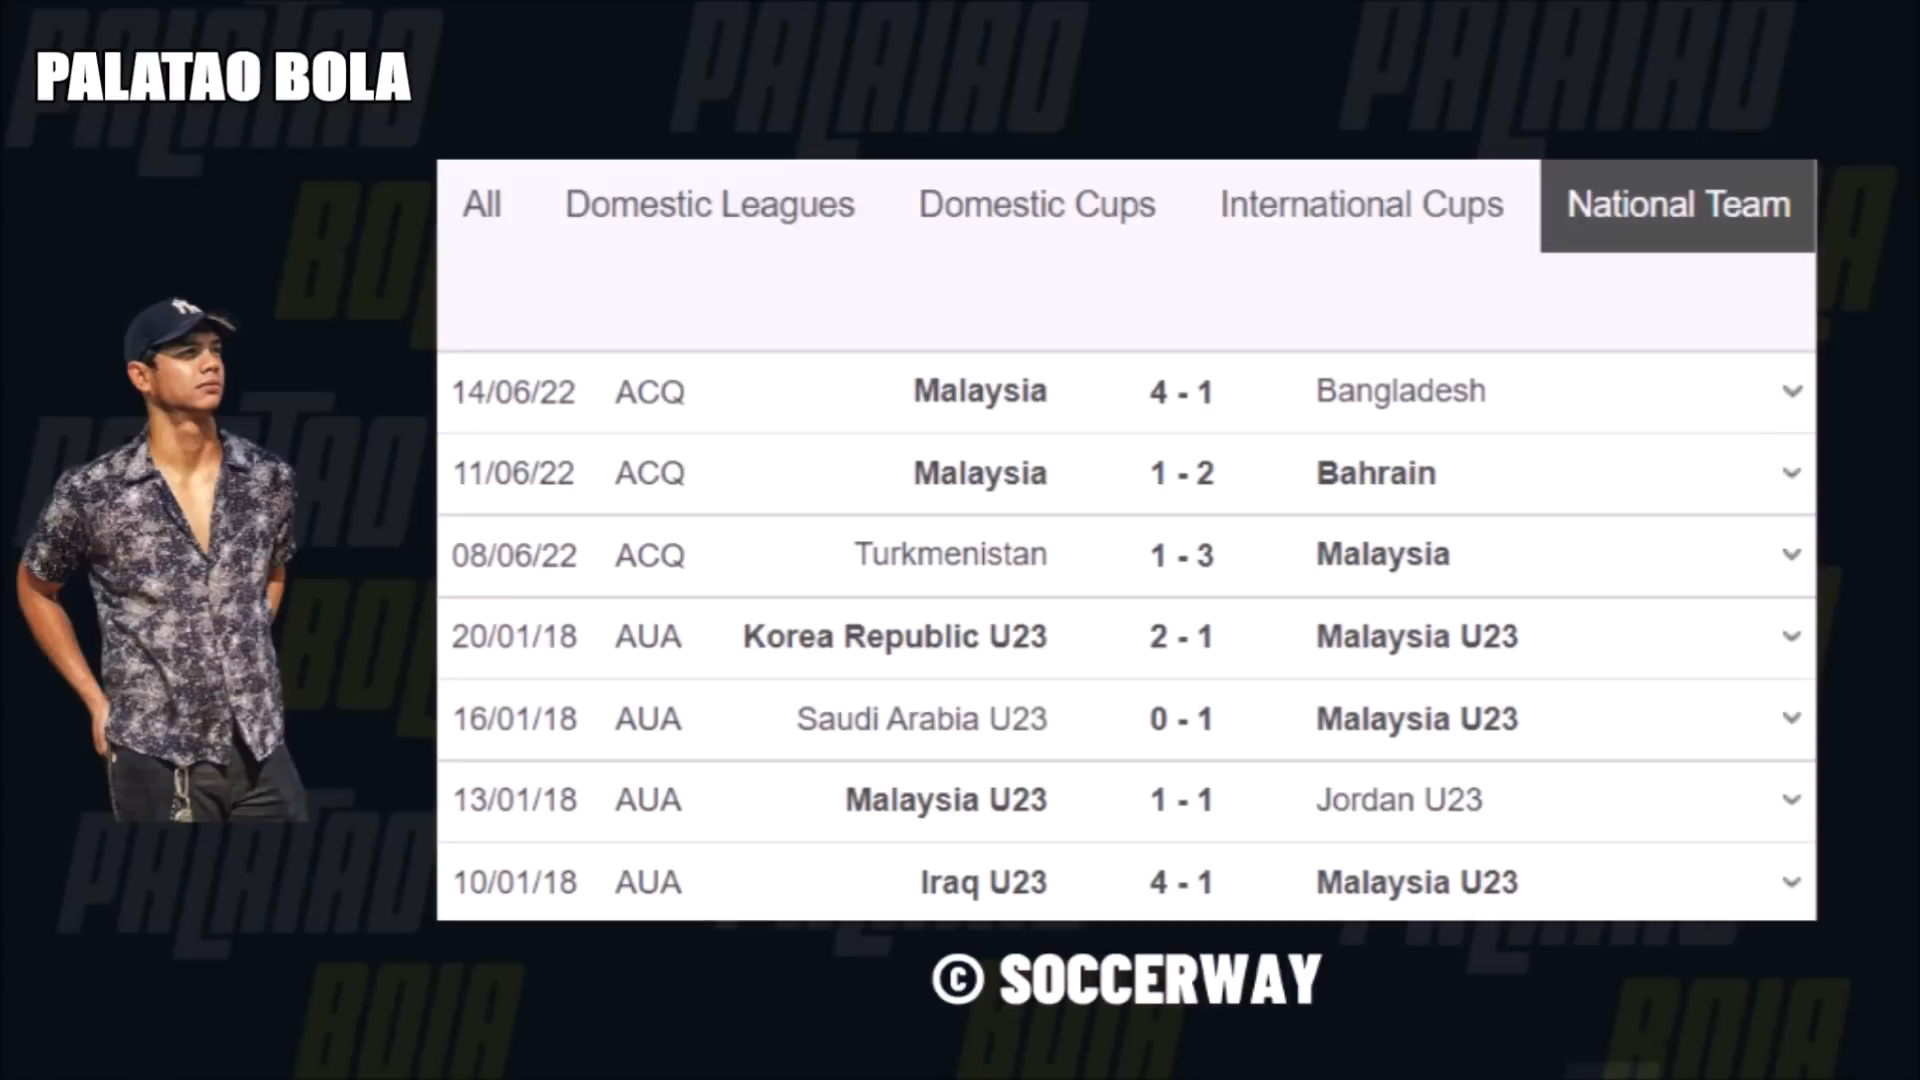 PALATAO BOLA
All Domestic Leagues Domestic Cups International Cups National Team
14/06/22 ACQ Malaysia 4 - 1 Bangladesh
11/06/22 ACQ Malaysia 1 - 2 Bahrain
08/06/22 ACQ Turkmenistan 1 - 3 Malaysia
20/01/18 AUA Korea Republic U23 2 - 1 Malaysia U23
16/01/18 AUA Saudi Arabia U23 0 - 1 Malaysia U23
13/01/18 AUA Malaysia U23 1 - 1 Jordan U23
10/01/18 AUA Iraq U23 4 - 1 Malaysia U23
© SOCCERWAY